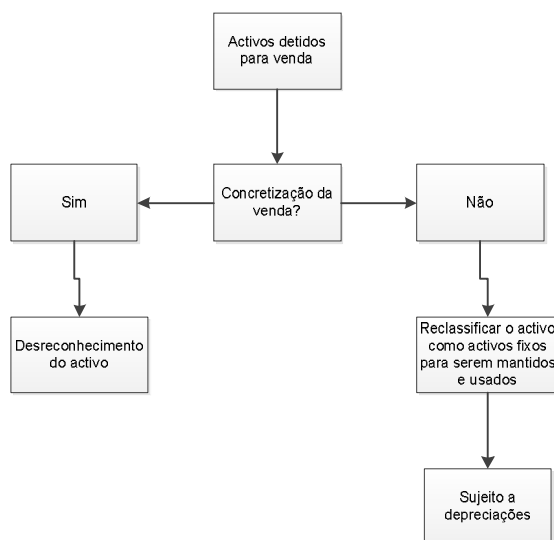 Activos detidos
para venda
Sim
Concretização da
venda?
Não
Desreconhecimento
do activo
Reclassificar o activo
como activos fixos
para serem mantidos
e usados
Sujeito a
depreciações